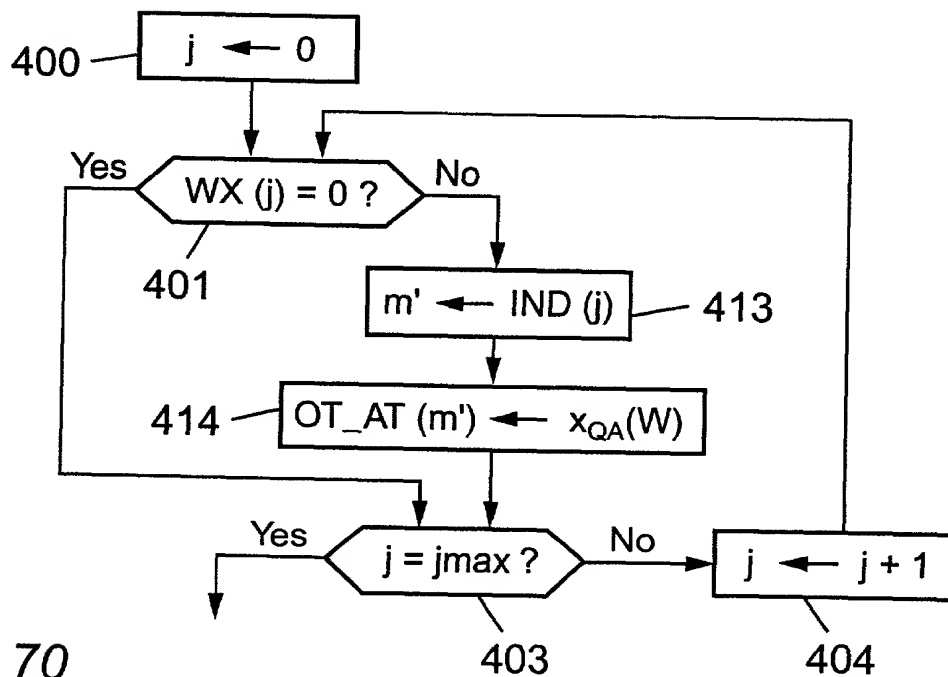 j ← 0
400
Yes
WX (j) = 0 ?
No
401
m' ← IND (j)
413
414
OT_AT (m') ← x_QA(W)
Yes
j = jmax ?
No
j ← j + 1
70
403
404